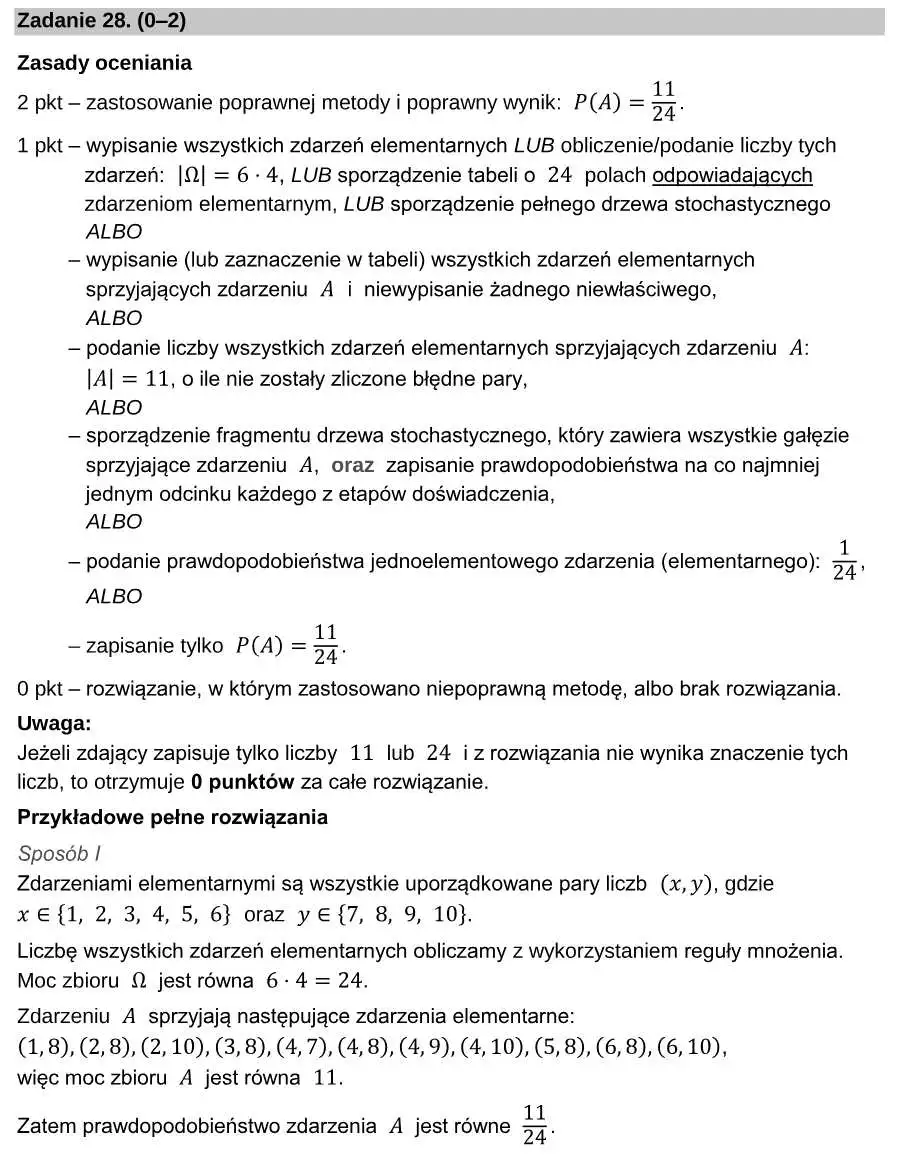 Zadanie 28. (0–2)
Zasady oceniania
2 pkt – zastosowanie poprawnej metody i poprawny wynik: P(A) = 11/24.
1 pkt – wypisanie wszystkich zdarzeń elementarnych LUB obliczenie/podanie liczby tych
zdarzeń: |Ω| = 6 · 4, LUB sporządzenie tabeli o 24 polach odpowiadających
zdarzeniom elementarnym, LUB sporządzenie pełnego drzewa stochastycznego
ALBO
– wypisanie (lub zaznaczenie w tabeli) wszystkich zdarzeń elementarnych
sprzyjających zdarzeniu A i niewypisanie żadnego niewłaściwego,
ALBO
– podanie liczby wszystkich zdarzeń elementarnych sprzyjających zdarzeniu A:
|A| = 11, o ile nie zostały zliczone błędne pary,
ALBO
– sporządzenie fragmentu drzewa stochastycznego, który zawiera wszystkie gałęzie
sprzyjające zdarzeniu A, oraz zapisanie prawdopodobieństwa na co najmniej
jednym odcinku każdego z etapów doświadczenia,
ALBO
– podanie prawdopodobieństwa jednoelementowego zdarzenia (elementarnego): 1/24,
ALBO
– zapisanie tylko P(A) = 11/24.
0 pkt – rozwiązanie, w którym zastosowano niepoprawną metodę, albo brak rozwiązania.
Uwaga:
Jeżeli zdający zapisuje tylko liczby 11 lub 24 i z rozwiązania nie wynika znaczenie tych
liczb, to otrzymuje 0 punktów za całe rozwiązanie.
Przykładowe pełne rozwiązania
Sposób I
Zdarzeniami elementarnymi są wszystkie uporządkowane pary liczb (x, y), gdzie
x ∈ {1, 2, 3, 4, 5, 6} oraz y ∈ {7, 8, 9, 10}.
Liczbę wszystkich zdarzeń elementarnych obliczamy z wykorzystaniem reguły mnożenia.
Moc zbioru Ω jest równa 6 · 4 = 24.
Zdarzeniu A sprzyjają następujące zdarzenia elementarne:
(1, 8), (2, 8), (2, 10), (3, 8), (4, 7), (4, 8), (4, 9), (4, 10), (5, 8), (6, 8), (6, 10),
więc moc zbioru A jest równa 11.
Zatem prawdopodobieństwo zdarzenia A jest równe 11/24.